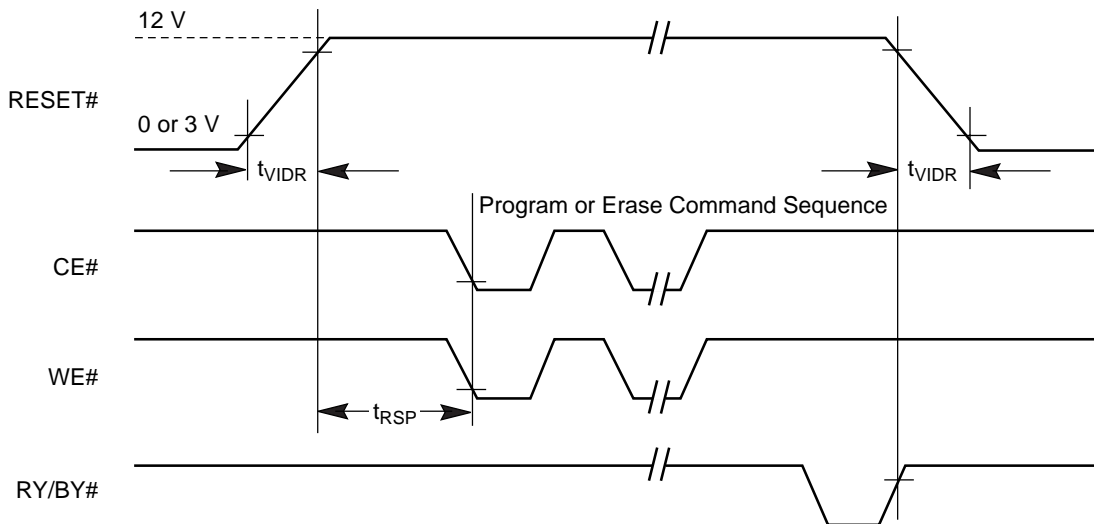 12 V
RESET#
0 or 3 V
tVIDR
tVIDR
Program or Erase Command Sequence
CE#
WE#
tRSP
RY/BY#